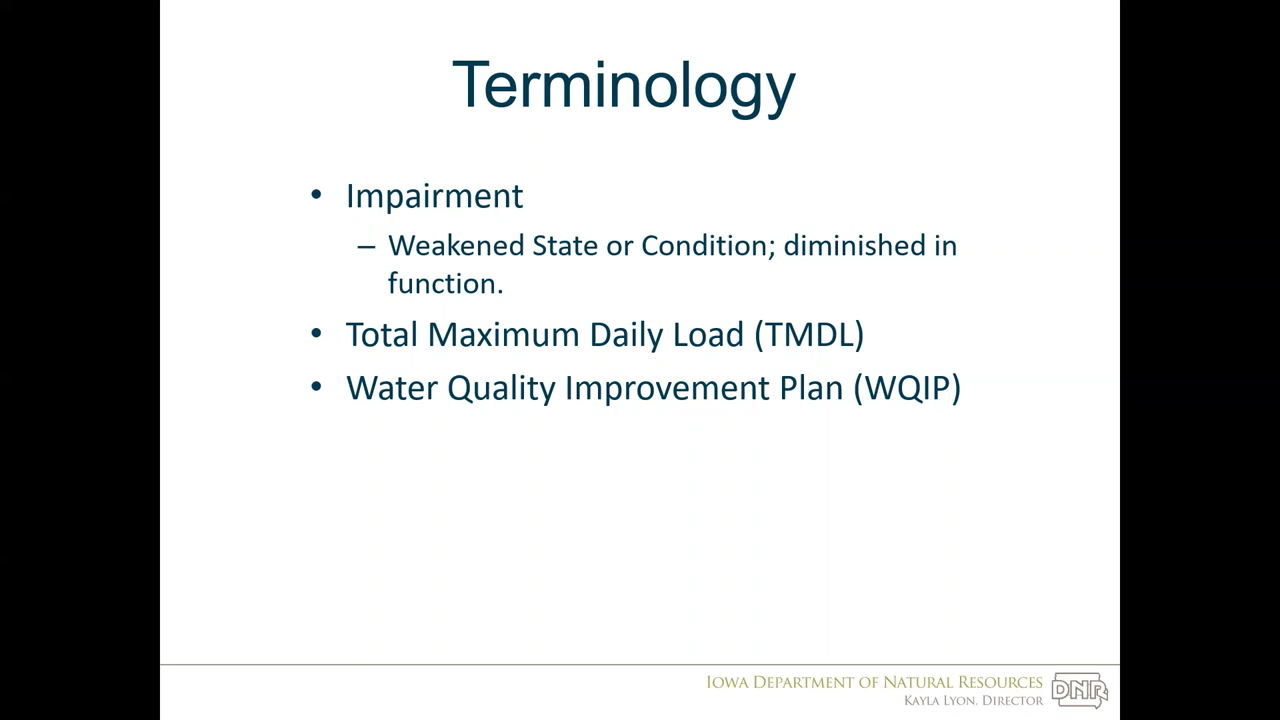 Terminology
• Impairment
– Weakened State or Condition; diminished in
function.
• Total Maximum Daily Load (TMDL)
• Water Quality Improvement Plan (WQIP)
Iowa Department of Natural Resources
Kayla Lyon, Director
DNR